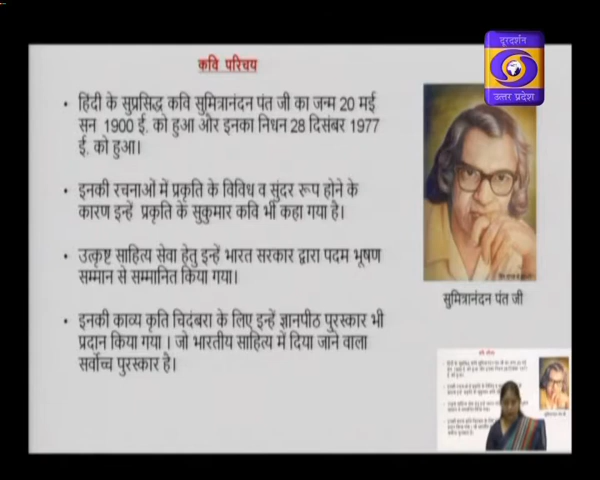 कवि परिचय
दूरदर्शन
उत्तर प्रदेश
• हिंदी के सुप्रसिद्ध कवि सुमित्रानंदन पंत जी का जन्म 20 मई
सन 1900 ई. को हुआ और इनका निधन 28 दिसंबर 1977
ई. को हुआ।
• इनकी रचनाओं में प्रकृति के विविध व सुंदर रूप होने के
कारण इन्हें प्रकृति के सुकुमार कवि भी कहा गया है।
• उत्कृष्ट साहित्य सेवा हेतु इन्हें भारत सरकार द्वारा पदम भूषण
सम्मान से सम्मानित किया गया।
• इनकी काव्य कृति चिदंबरा के लिए इन्हें ज्ञानपीठ पुरस्कार भी
प्रदान किया गया । जो भारतीय साहित्य में दिया जाने वाला
सर्वोच्च पुरस्कार है।
सुमित्रानंदन पंत जी